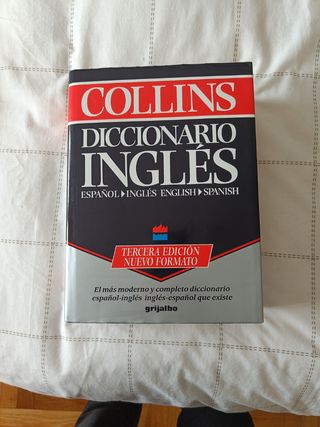 COLLINS
DICCIONARIO
INGLÉS
ESPAÑOL▶INGLÉS ENGLISH▶SPANISH
TERCERA EDICIÓN
NUEVO FORMATO
El más moderno y completo diccionario
español-inglés inglés-español que existe
grijalbo